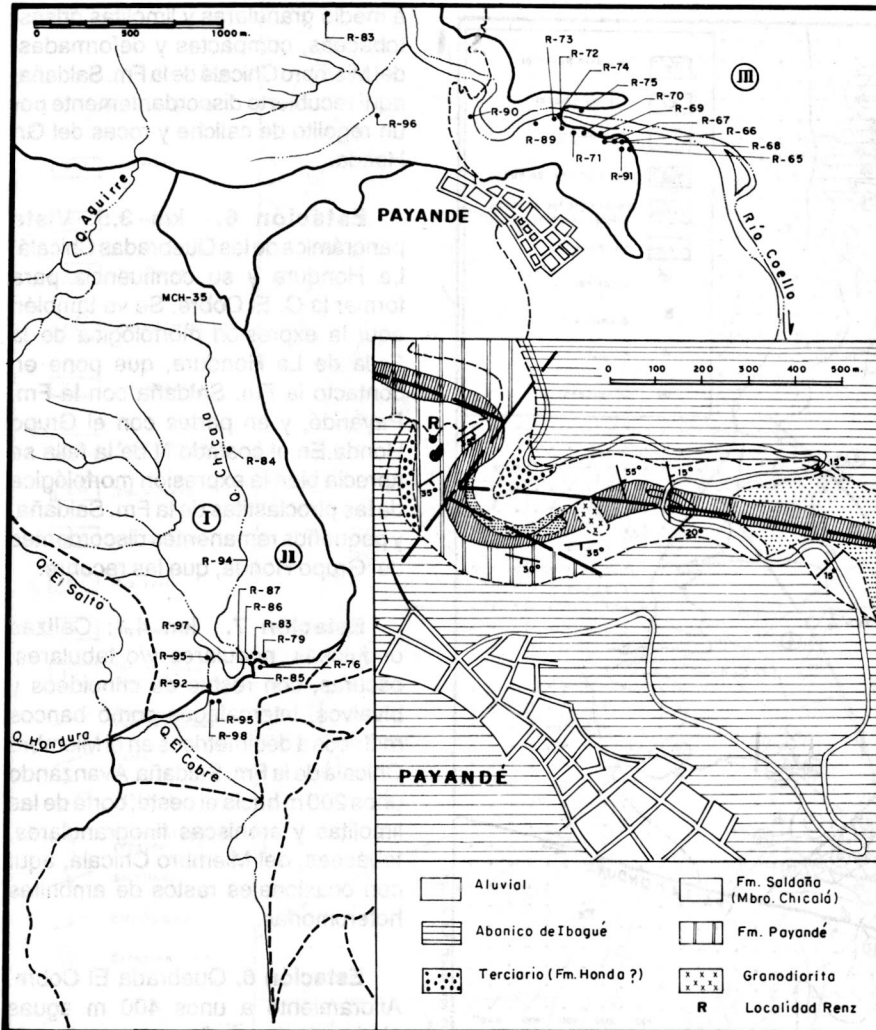 0 500 1000 m.
R-83
R-96
R-73
R-72
R-74
R-75
R-70
R-69
R-67
R-66
R-68
R-65
R-90
R-89
R-71
R-91
III
PAYANDE
Río Coello
Q. Aguirre
MCH-35
Q. Chicalá
R-84
I
II
R-94
Q. El Salto
R-87
R-86
R-79
R-83
R-76
R-85
R-97
R-95
R-92
R-95
R-98
Q. Hondura
Q. El Cobre
0 100 200 300 400 500 m.
R
35°
55°
15°
15°
20°
15°
30°
35°
PAYANDE
Aluvial
Abanico de Ibagué
Terciario (Fm. Honda ?)
Fm. Saldaña
(Mbro. Chicalá)
Fm. Payandé
Granodiorita
R Localidad Renz